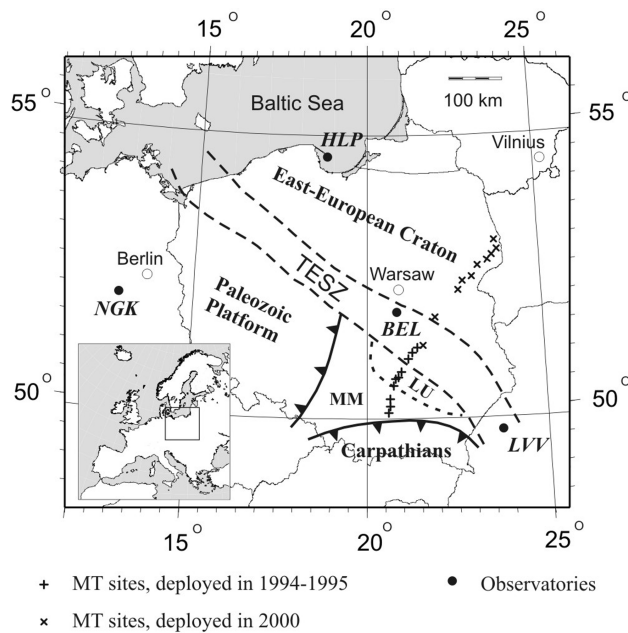 15° 20° 25°
55° 55°
Baltic Sea
100 km
HLP
Vilnius
East-European Craton
Berlin
TESZ
Warsaw
NGK
Paleozoic
Platform
BEL
LU
50° 50°
MM
LVV
Carpathians
15° 20° 25°
+ MT sites, deployed in 1994-1995
● Observatories
× MT sites, deployed in 2000